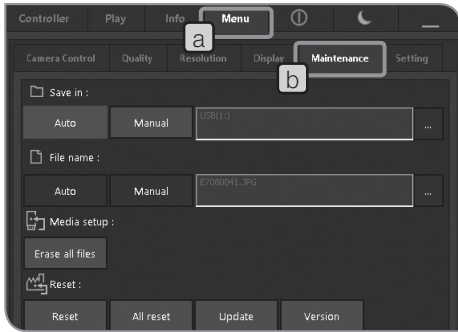 Controller Play Info Menu
a
Camera Control Quality Resolution Display Maintenance Setting
b
Save in :
Auto Manual USB(1:) ...
File name :
Auto Manual E7080041.JPG ...
Media setup :
Erase all files
Reset :
Reset All reset Update Version